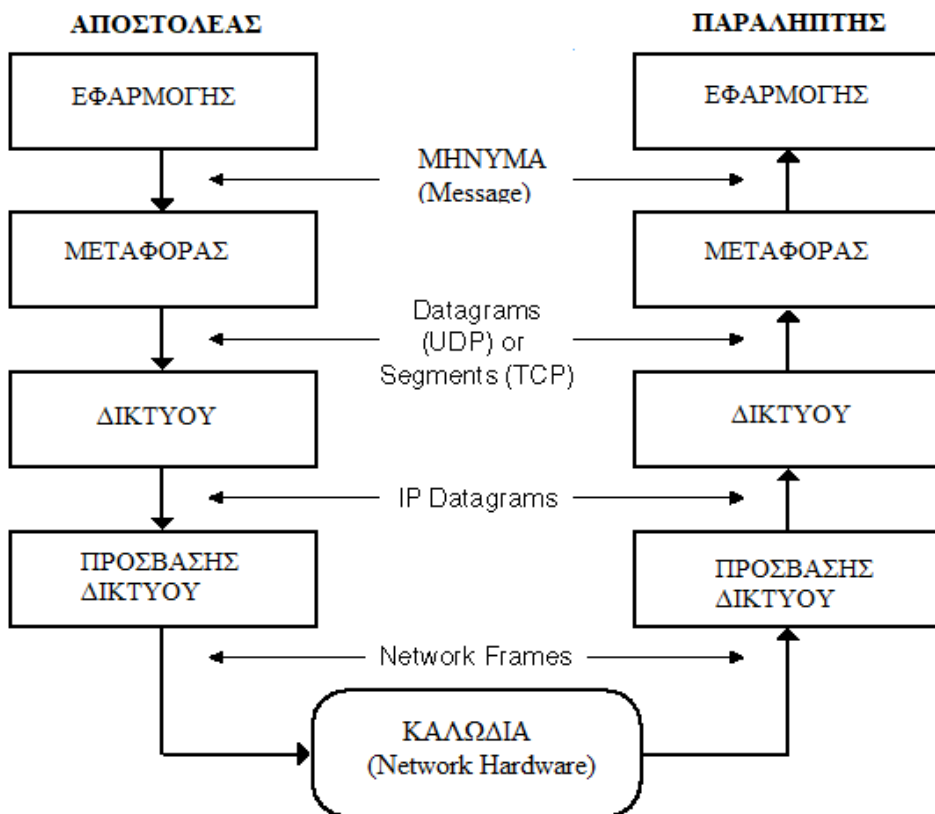 ΑΠΟΣΤΟΛΕΑΣ ΠΑΡΑΛΗΠΤΗΣ
ΕΦΑΡΜΟΓΗΣ ΕΦΑΡΜΟΓΗΣ
ΜΗΝΥΜΑ
(Message)
ΜΕΤΑΦΟΡΑΣ ΜΕΤΑΦΟΡΑΣ
Datagrams
(UDP) or
Segments (TCP)
ΔΙΚΤΥΟΥ ΔΙΚΤΥΟΥ
IP Datagrams
ΠΡΟΣΒΑΣΗΣ ΠΡΟΣΒΑΣΗΣ
ΔΙΚΤΥΟΥ ΔΙΚΤΥΟΥ
Network Frames
ΚΑΛΩΔΙΑ
(Network Hardware)